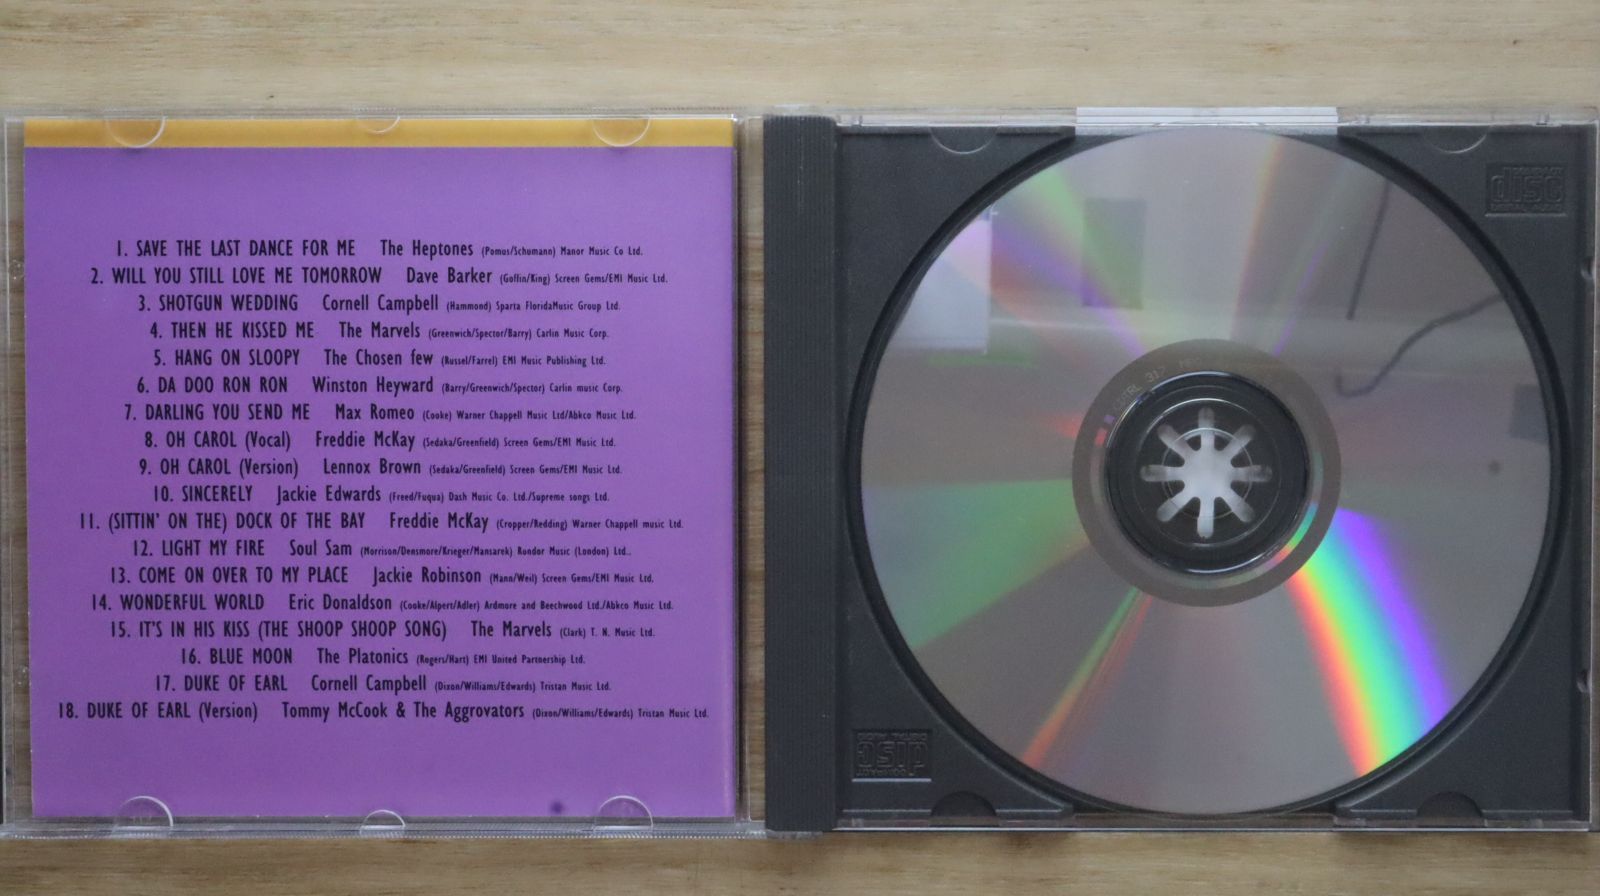 1. SAVE THE LAST DANCE FOR ME The Heptones (Pomus/Schumann) Manor Music Co Ltd.
2. WILL YOU STILL LOVE ME TOMORROW Dave Barker (Goffin/King) Screen Gems/EMI Music Ltd.
3. SHOTGUN WEDDING Cornell Campbell (Hammond) Sparta FloridaMusic Group Ltd.
4. THEN HE KISSED ME The Marvels (Greenwich/Spector/Barry) Carlin Music Corp.
5. HANG ON SLOOPY The Chosen few (Russel/Farrel) EMI Music Publishing Ltd.
6. DA DOO RON RON Winston Heyward (Barry/Greenwich/Spector) Carlin music Corp.
7. DARLING YOU SEND ME Max Romeo (Cooke) Warner Chappell Music Ltd/Abkco Music Ltd.
8. OH CAROL (Vocal) Freddie McKay (Sedaka/Greenfield) Screen Gems/EMI Music Ltd.
9. OH CAROL (Version) Lennox Brown (Sedaka/Greenfield) Screen Gems/EMI Music Ltd.
10. SINCERELY Jackie Edwards (Freed/Fuqua) Dash Music Co. Ltd./Supreme songs Ltd.
11. (SITTIN' ON THE) DOCK OF THE BAY Freddie McKay (Cropper/Redding) Warner Chappell music Ltd.
12. LIGHT MY FIRE Soul Sam (Morrison/Densmore/Krieger/Mansarek) Rondor Music (London) Ltd..
13. COME ON OVER TO MY PLACE Jackie Robinson (Mann/Weil) Screen Gems/EMI Music Ltd.
14. WONDERFUL WORLD Eric Donaldson (Cooke/Alpert/Adler) Ardmore and Beechwood Ltd./Abkco Music Ltd.
15. IT'S IN HIS KISS (THE SHOOP SHOOP SONG) The Marvels (Clark) T. N. Music Ltd.
16. BLUE MOON The Platonics (Rogers/Hart) EMI United Partnership Ltd.
17. DUKE OF EARL Cornell Campbell (Dixon/Williams/Edwards) Tristan Music Ltd.
18. DUKE OF EARL (Version) Tommy McCook & The Aggrovators (Dixon/Williams/Edwards) Tristan Music Ltd.
COMPACT
disc
DIGITAL AUDIO
COMPACT
disc
DIGITAL AUDIO